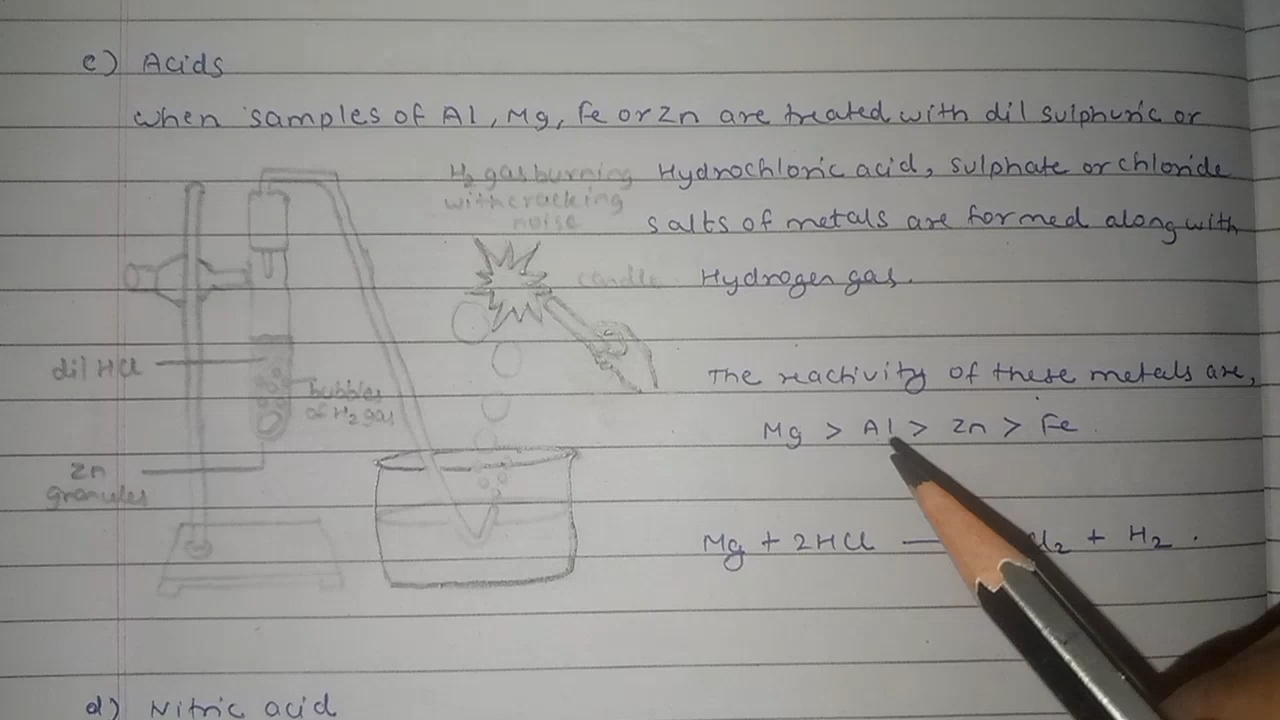 c) Acids
When samples of Al, Mg, Fe or Zn are treated with dil sulphuric or
Hydrochloric acid, sulphate or chloride
salts of metals are formed along with
Hydrogen gas.
H2 gas burning
with cracking
noise
candle
dil HCl
bubbles
of H2 gas
Zn
granules
The reactivity of these metals are,
Mg > Al > Zn > Fe.
Mg + 2HCl — l2 + H2.
d) Nitric acid